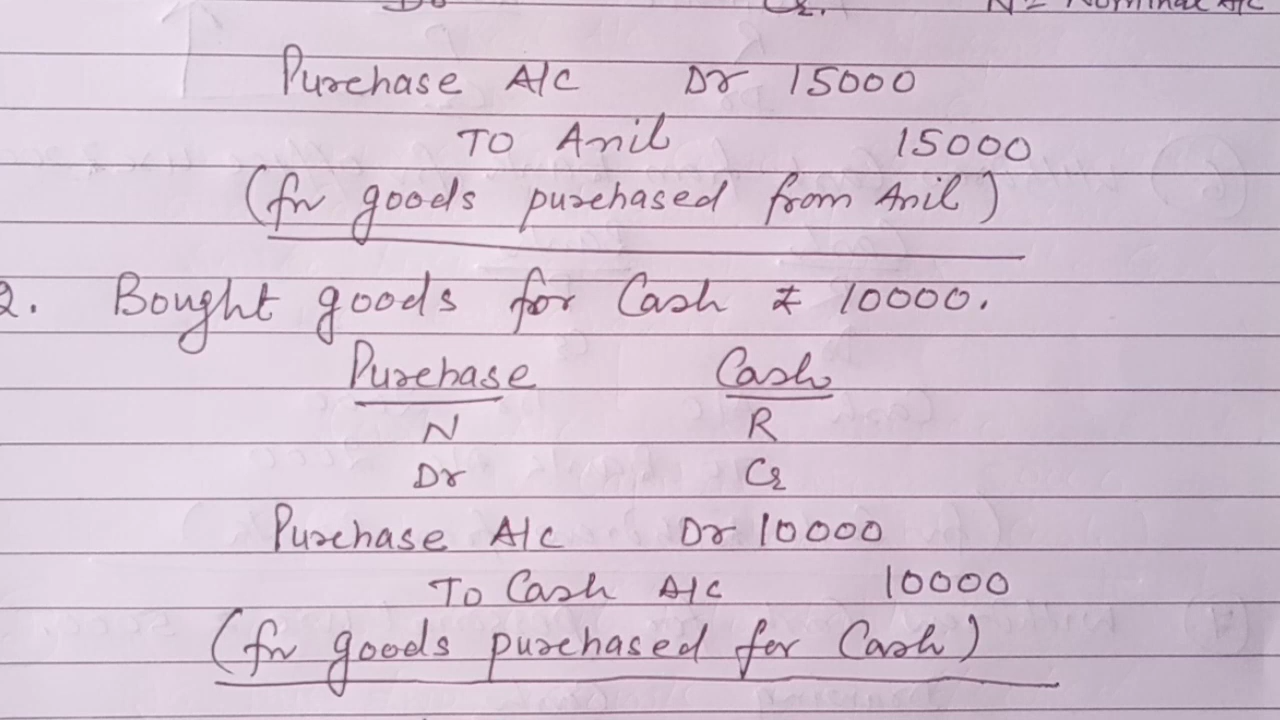 N = Nominal A/c
Purchase A/C Dr 15000
TO Anil 15000
(for goods purchased from Anil)
2. Bought goods for Cash ₹ 10000.
Purchase Cash
N R
Dr Cr
Purchase A/C Dr 10000
To Cash A/C 10000
(for goods purchased for Cash)